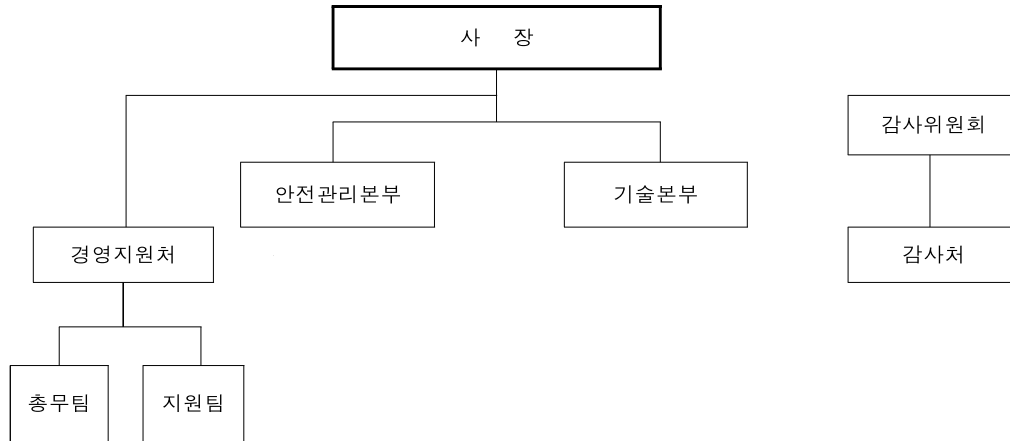 사 장
감사위원회
안전관리본부
기술본부
경영지원처
감사처
총무팀
지원팀